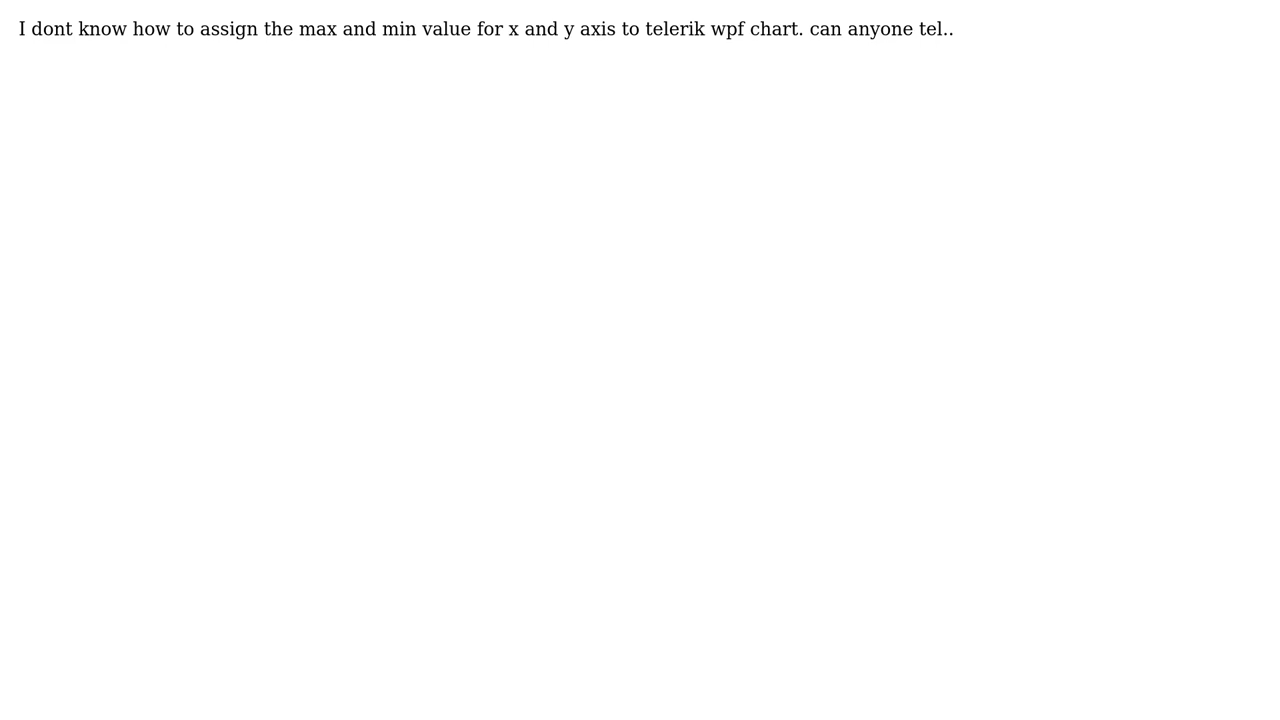 I dont know how to assign the max and min value for x and y axis to telerik wpf chart. can anyone tel..